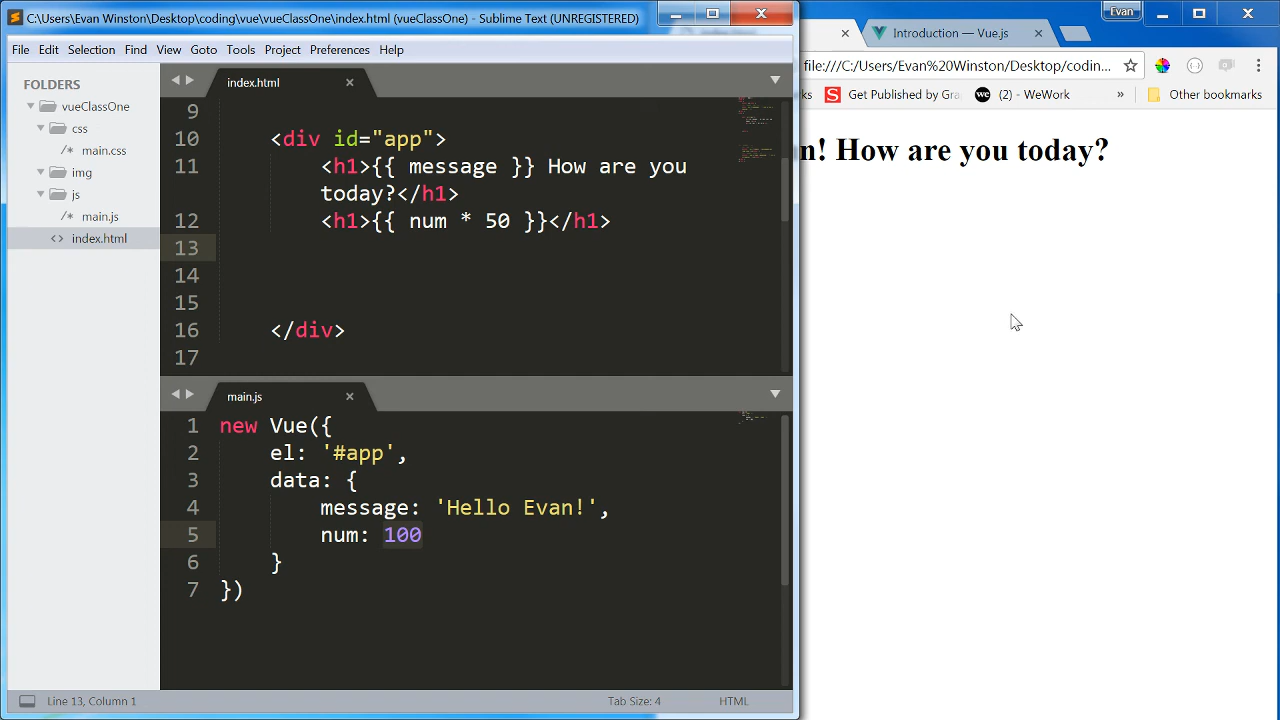 C:\Users\Evan Winston\Desktop\coding\vue\vueClassOne\index.html (vueClassOne) - Sublime Text (UNREGISTERED)
File Edit Selection Find View Goto Tools Project Preferences Help
FOLDERS
vueClassOne
css
/* main.css
img
js
/* main.js
<> index.html
index.html
9
10 <div id="app">
11 <h1>{{ message }} How are you
today?</h1>
12 <h1>{{ num * 50 }}</h1>
13
14
15
16 </div>
17
main.js
1 new Vue({
2 el: '#app',
3 data: {
4 message: 'Hello Evan!',
5 num: 100
6 }
7 })
Line 13, Column 1
Tab Size: 4
HTML
Evan
Introduction — Vue.js
file:///C:/Users/Evan%20Winston/Desktop/coding...
ks S Get Published by Gra we (2) - WeWork » Other bookmarks
n! How are you today?